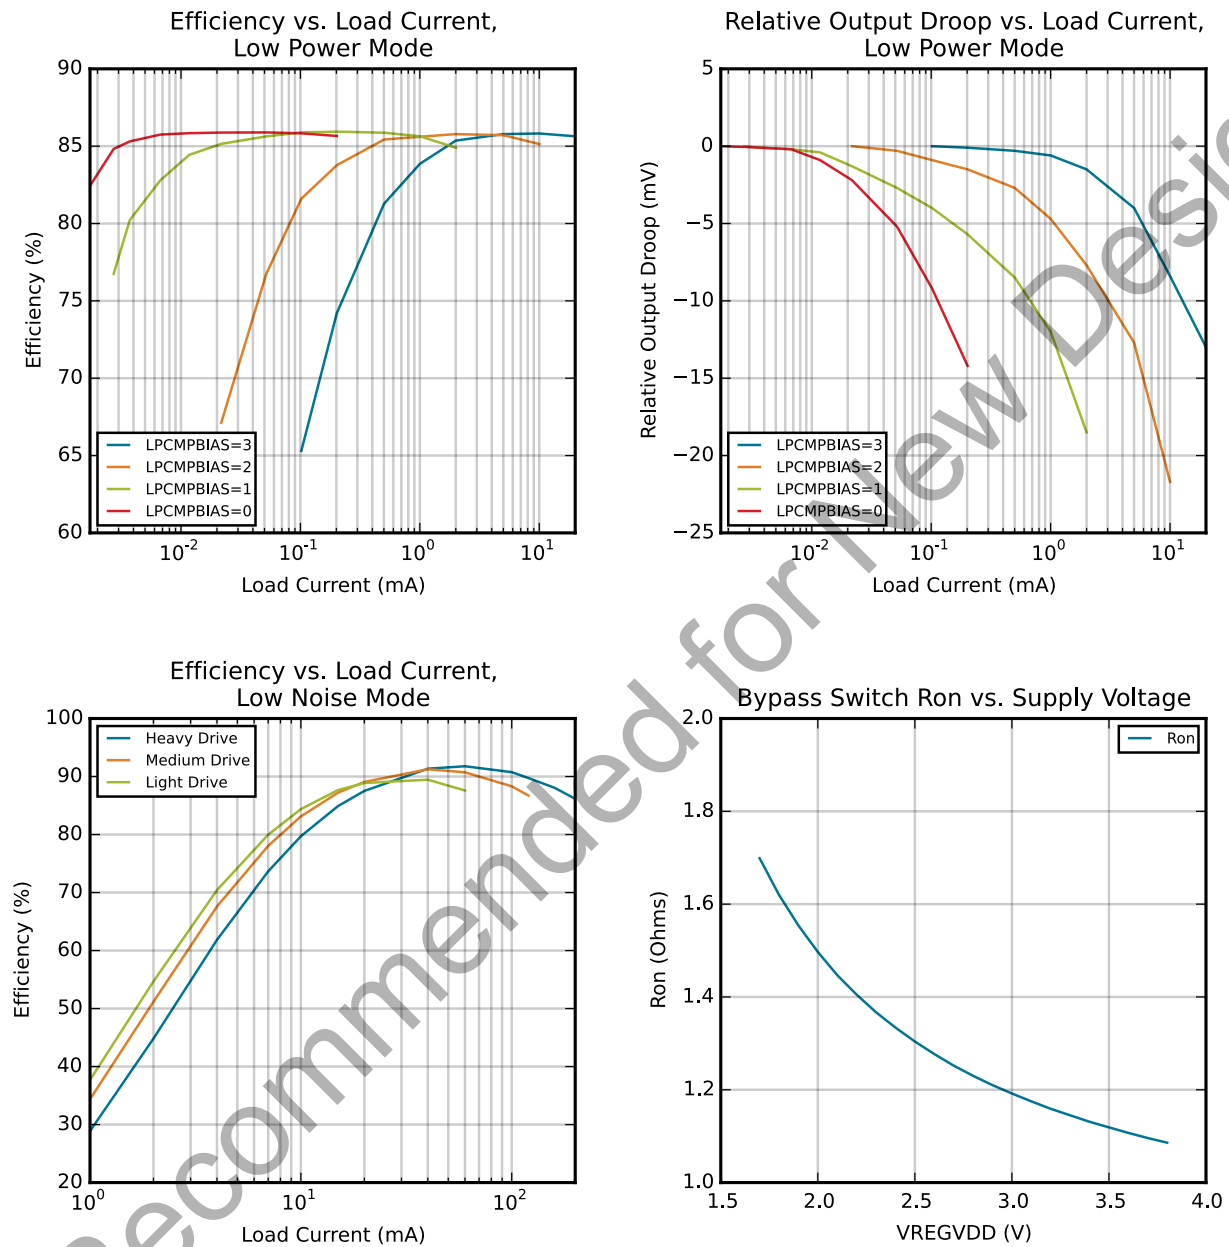 Efficiency vs. Load Current,
Low Power Mode
90
85
80
75
70
65
60
Efficiency (%)
LPCMPBIAS=3
LPCMPBIAS=2
LPCMPBIAS=1
LPCMPBIAS=0
10⁻² 10⁻¹ 10⁰ 10¹
Load Current (mA)
Relative Output Droop vs. Load Current,
Low Power Mode
5
0
−5
−10
−15
−20
−25
Relative Output Droop (mV)
LPCMPBIAS=3
LPCMPBIAS=2
LPCMPBIAS=1
LPCMPBIAS=0
10⁻² 10⁻¹ 10⁰ 10¹
Load Current (mA)
Efficiency vs. Load Current,
Low Noise Mode
100
90
80
70
60
50
40
30
20
Efficiency (%)
Heavy Drive
Medium Drive
Light Drive
10⁰ 10¹ 10²
Load Current (mA)
Bypass Switch Ron vs. Supply Voltage
2.0
1.8
1.6
1.4
1.2
1.0
Ron (Ohms)
Ron
1.5 2.0 2.5 3.0 3.5 4.0
VREGVDD (V)
Recommended for New Desig